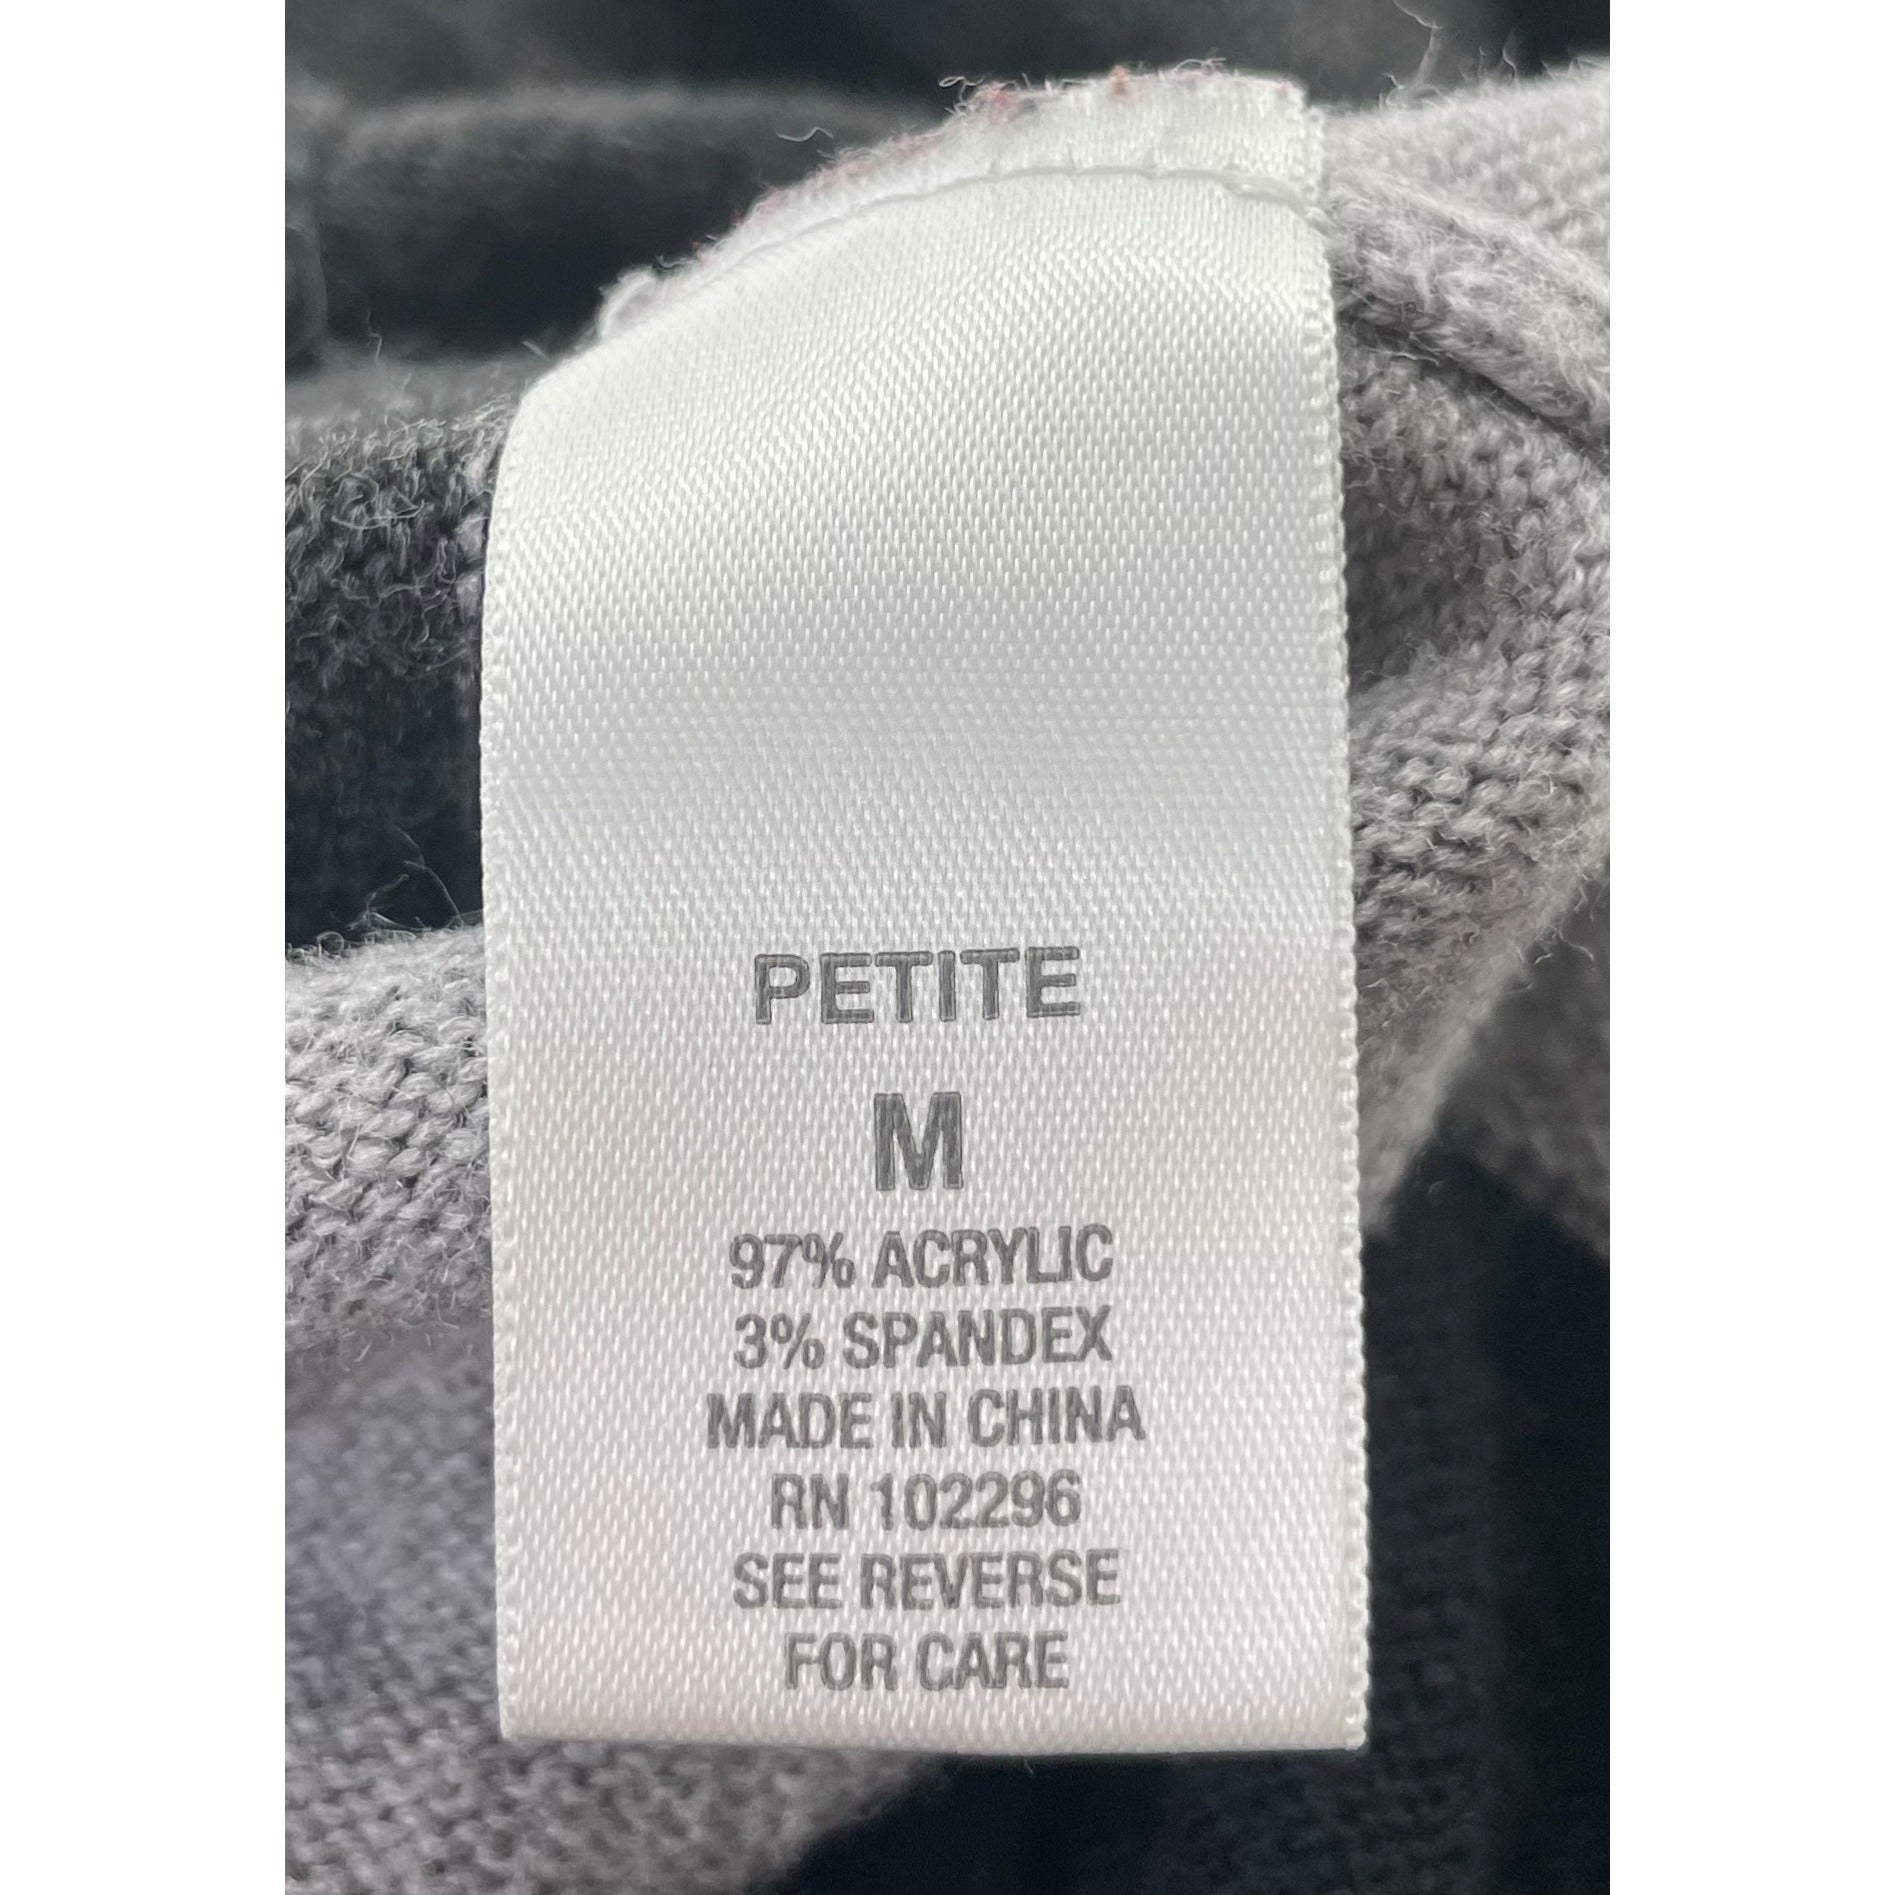 PETITE
M
97% ACRYLIC
3% SPANDEX
MADE IN CHINA
RN 102296
SEE REVERSE
FOR CARE